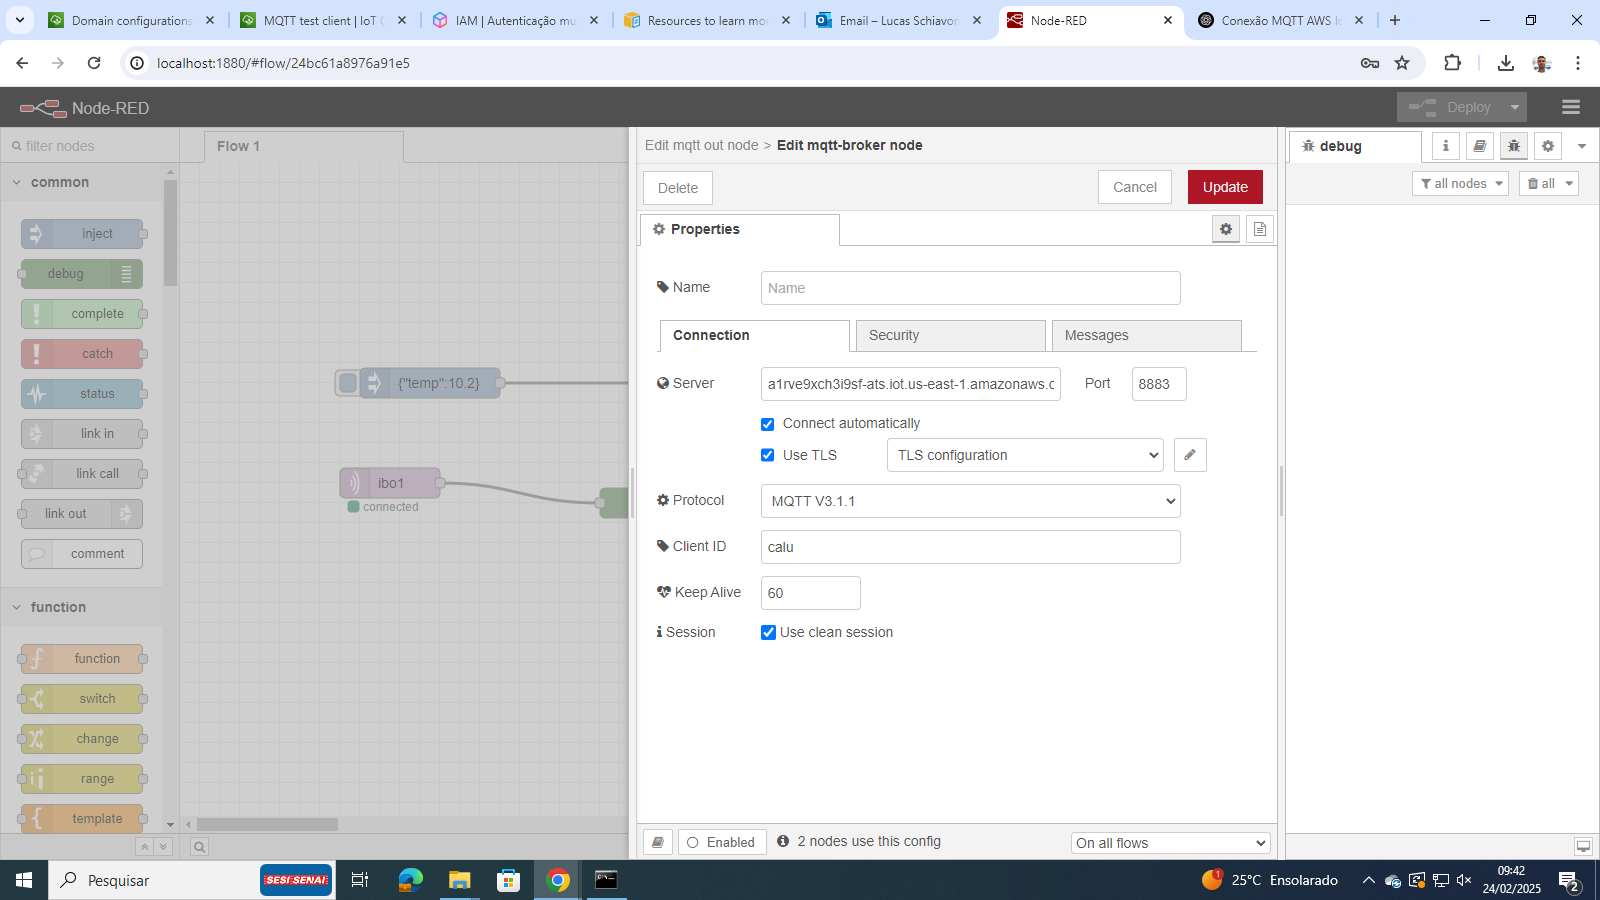 Domain configurations
MQTT test client | IoT C
IAM | Autenticação mu
Resources to learn mo
Email – Lucas Schiavon
Node-RED
Conexão MQTT AWS Io
localhost:1880/#flow/24bc61a8976a91e5
Node-RED
Deploy
filter nodes
Flow 1
common
inject
debug
complete
catch
status
link in
link call
link out
comment
function
function
switch
change
range
template
{"temp":10.2}
ibo1
connected
Edit mqtt out node > Edit mqtt-broker node
Delete
Cancel
Update
Properties
Name
Name
Connection
Security
Messages
Server
a1rve9xch3i9sf-ats.iot.us-east-1.amazonaws.c
Port
8883
Connect automatically
Use TLS
TLS configuration
Protocol
MQTT V3.1.1
Client ID
calu
Keep Alive
60
Session
Use clean session
Enabled
2 nodes use this config
On all flows
debug
all nodes
all
Pesquisar
SESI SENAI
1
25°C Ensolarado
09:42
24/02/2025
2